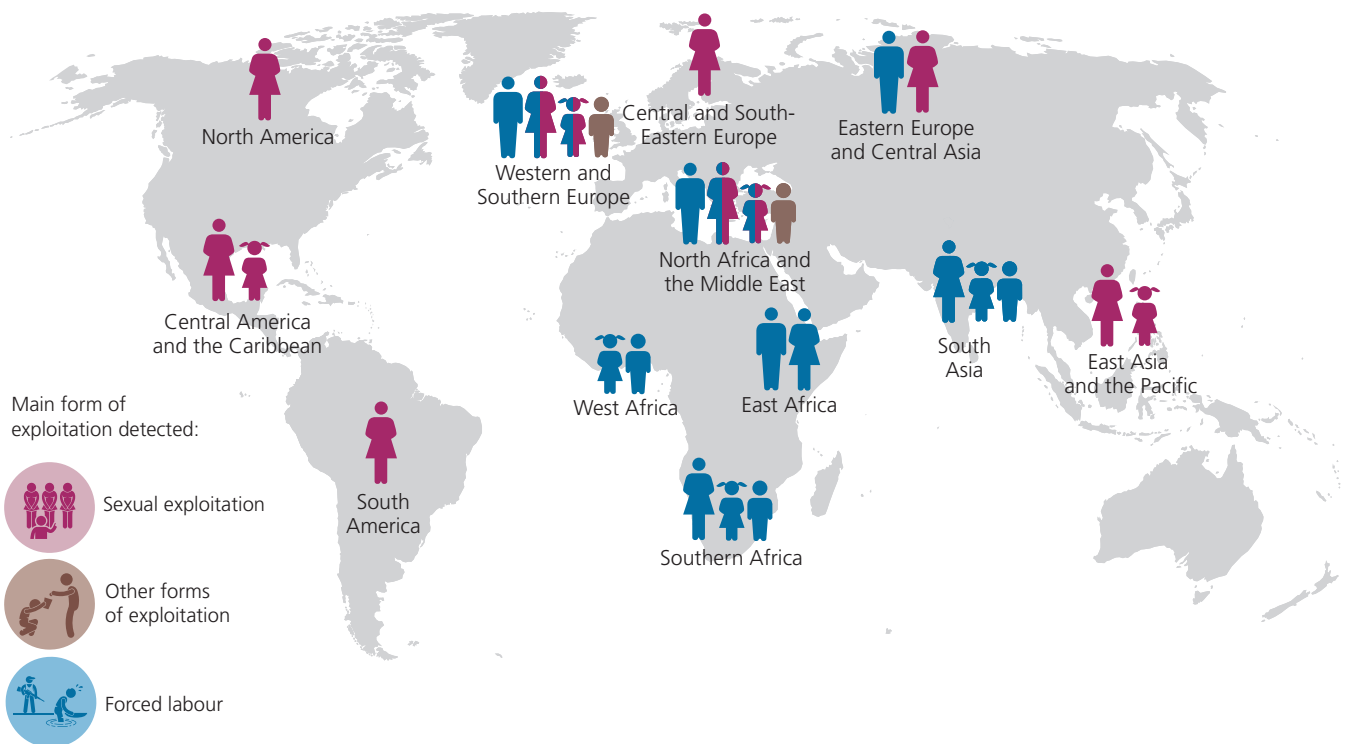 North America
Central and South-
Eastern Europe
Eastern Europe
and Central Asia
Western and
Southern Europe
North Africa and
the Middle East
Central America
and the Caribbean
South
Asia
East Asia
and the Pacific
West Africa
East Africa
Main form of
exploitation detected:
South
America
Sexual exploitation
Southern Africa
Other forms
of exploitation
Forced labour